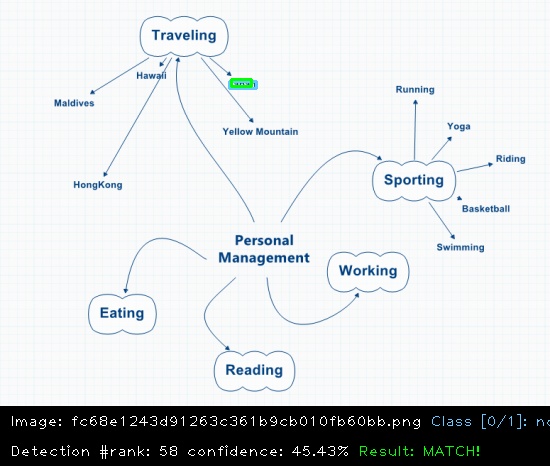 Traveling
Hawaii
Maldives
Yellow Mountain
HongKong
Running
Yoga
Riding
Sporting
Basketball
Swimming
Personal
Management
Working
Eating
Reading
Image: fc68e1243d91263c361b9cb010fb60bb.png Class [0/1]: no
Detection #rank: 58 confidence: 45.43% Result: MATCH!